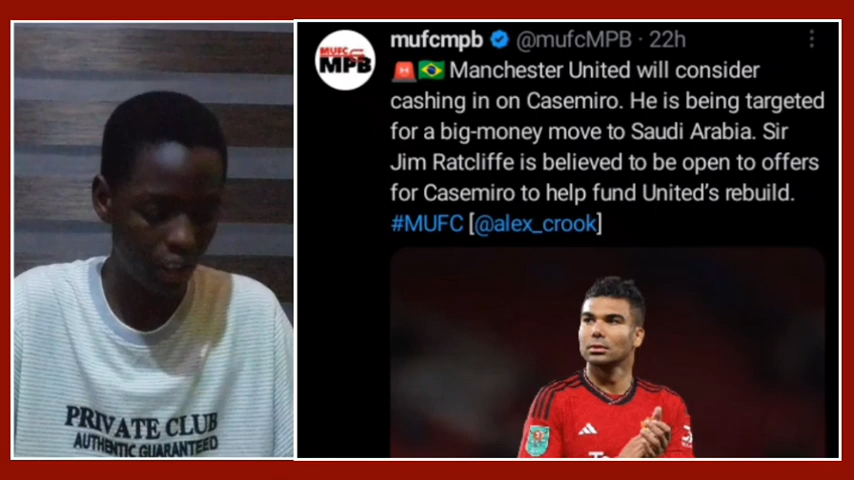 PRIVATE CLUB
AUTHENTIC GUARANTEED
MUFC
MPB
mufcmpb @mufcMPB · 22h
🚨🇧🇷 Manchester United will consider
cashing in on Casemiro. He is being targeted
for a big-money move to Saudi Arabia. Sir
Jim Ratcliffe is believed to be open to offers
for Casemiro to help fund United’s rebuild.
#MUFC [@alex_crook]